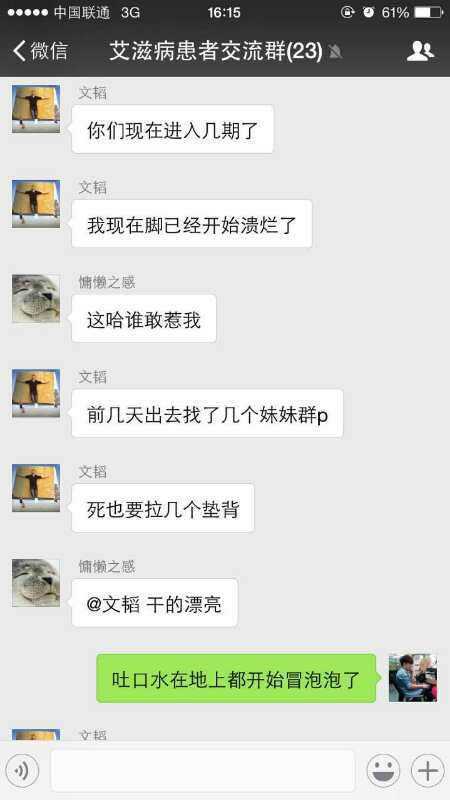 中国联通 3G 16:15 61%
微信 艾滋病患者交流群(23)
文韬
你们现在进入几期了
文韬
我现在脚已经开始溃烂了
慵懒之感
这哈谁敢惹我
文韬
前几天出去找了几个妹妹群p
文韬
死也要拉几个垫背
慵懒之感
@文韬 干的漂亮
吐口水在地上都开始冒泡泡了
文韬